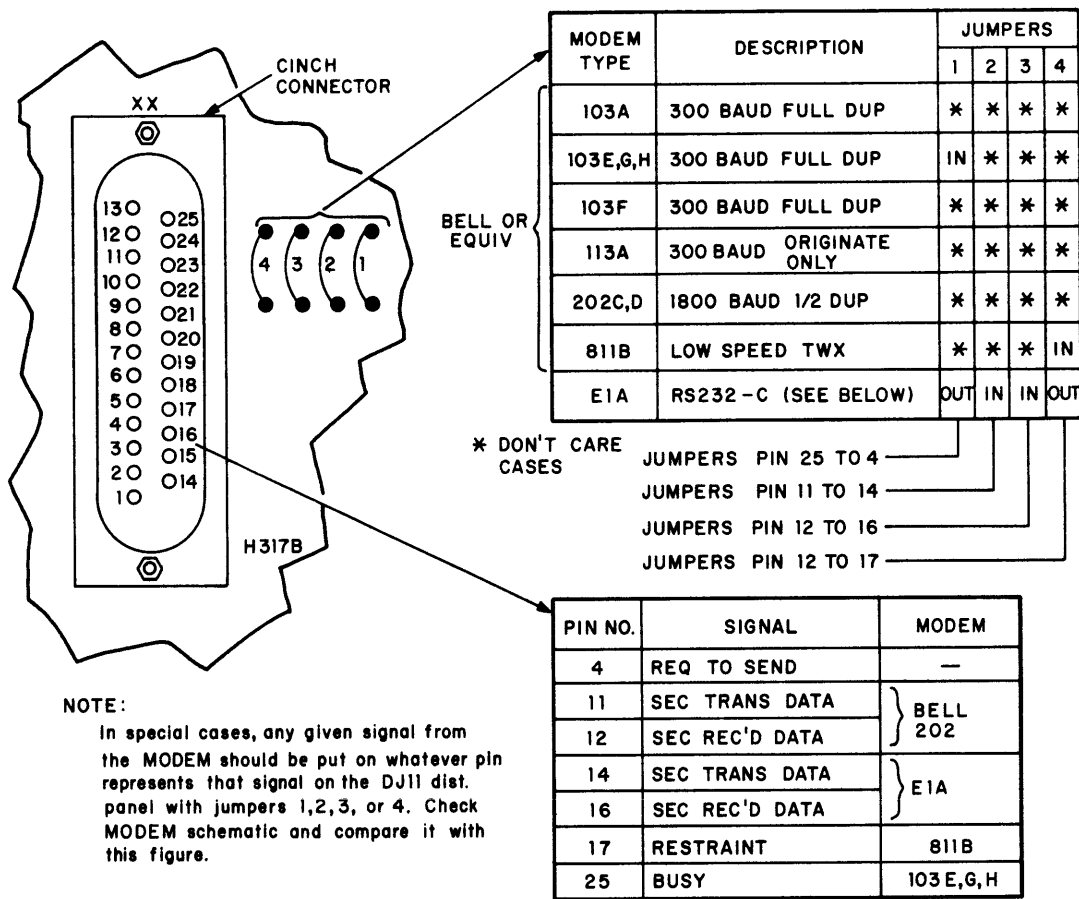 CINCH
CONNECTOR
XX
13 25
12 24
11 23
10 22
9 21
8 20
7 19
6 18
5 17
4 16
3 15
2 14
1
H317B
4 3 2 1
BELL OR
EQUIV
MODEM TYPE DESCRIPTION JUMPERS
1 2 3 4
103A 300 BAUD FULL DUP * * * *
103E,G,H 300 BAUD FULL DUP IN * * *
103F 300 BAUD FULL DUP * * * *
113A 300 BAUD ORIGINATE ONLY * * * *
202C,D 1800 BAUD 1/2 DUP * * * *
811B LOW SPEED TWX * * * IN
E1A RS232-C (SEE BELOW) OUT IN IN OUT
* DON'T CARE
CASES
JUMPERS PIN 25 TO 4
JUMPERS PIN 11 TO 14
JUMPERS PIN 12 TO 16
JUMPERS PIN 12 TO 17
PIN NO. SIGNAL MODEM
4 REQ TO SEND —
11 SEC TRANS DATA
12 SEC REC'D DATA
BELL
202
14 SEC TRANS DATA
16 SEC REC'D DATA
E1A
17 RESTRAINT 811B
25 BUSY 103E,G,H
NOTE:
In special cases, any given signal from
the MODEM should be put on whatever pin
represents that signal on the DJ11 dist.
panel with jumpers 1,2,3, or 4. Check
MODEM schematic and compare it with
this figure.